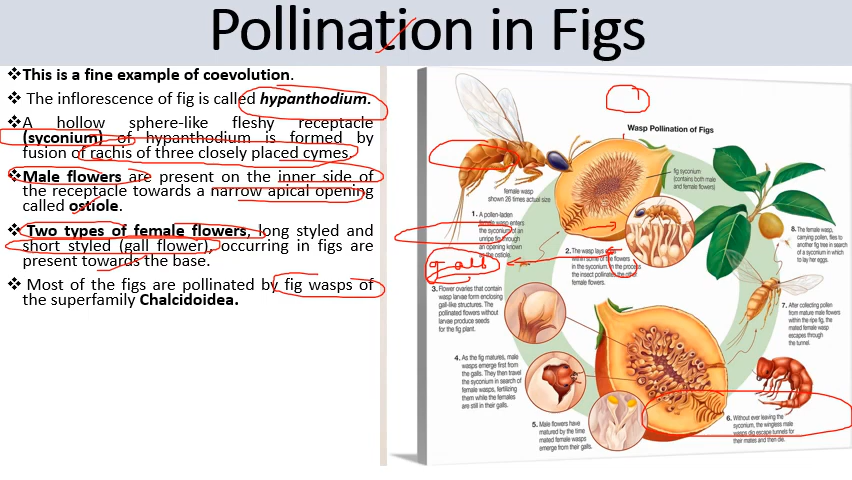 Pollination in Figs
❖This is a fine example of coevolution.
❖ The inflorescence of fig is called hypanthodium.
❖A hollow sphere-like fleshy receptacle
(syconium) of hypanthodium is formed by
fusion of rachis of three closely placed cymes.
❖Male flowers are present on the inner side of
the receptacle towards a narrow apical opening
called ostiole.
❖ Two types of female flowers, long styled and
short styled (gall flower), occurring in figs are
present towards the base.
❖ Most of the figs are pollinated by fig wasps of
the superfamily Chalcidoidea.
Wasp Pollination of Figs
female wasp
shown 26 times actual size
fig syconium
(contains both male
and female flowers)
1. A pollen-laden
female wasp enters
the syconium of an
unripe fig through
an opening known
as the ostiole.
2. The wasp lays eggs
within some of the flowers
in the syconium. In the process
the insect pollinates the rest of
female flowers.
galls
3. Flower ovaries that contain
wasp larvae form enclosing
gall-like structures. The
pollinated flowers without
larvae produce seeds
for the fig plant.
4. As the fig matures, male
wasps emerge first from
the galls. They then travel
the syconium in search of
female wasps, fertilizing
them while the females
are still in their galls.
5. Male flowers have
matured by the time
mated female wasps
emerge from their galls.
6. Without ever leaving the
syconium, the wingless male
wasps dig escape tunnels for
their mates and then die.
7. After collecting pollen
from mature male flowers
within the ripe fig, the
mated female wasp
escapes through
the tunnel.
8. The female wasp,
carrying pollen, flies to
another fig tree in search
of a syconium in which
to lay her eggs.